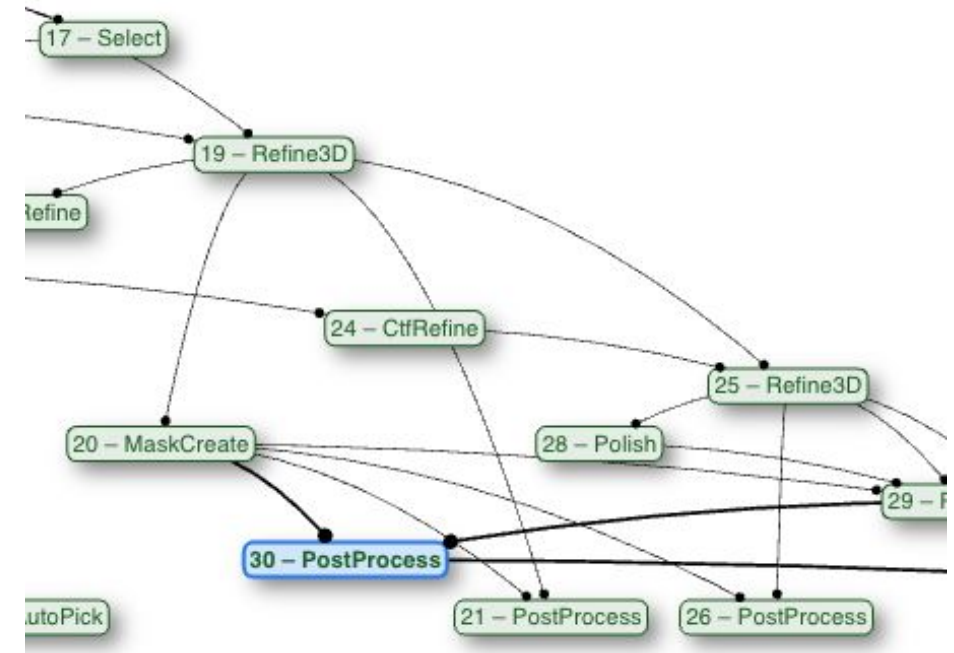 17 – Select
19 – Refine3D
Refine
24 – CtfRefine
25 – Refine3D
20 – MaskCreate
28 – Polish
29 –
30 – PostProcess
21 – PostProcess
26 – PostProcess
utoPick